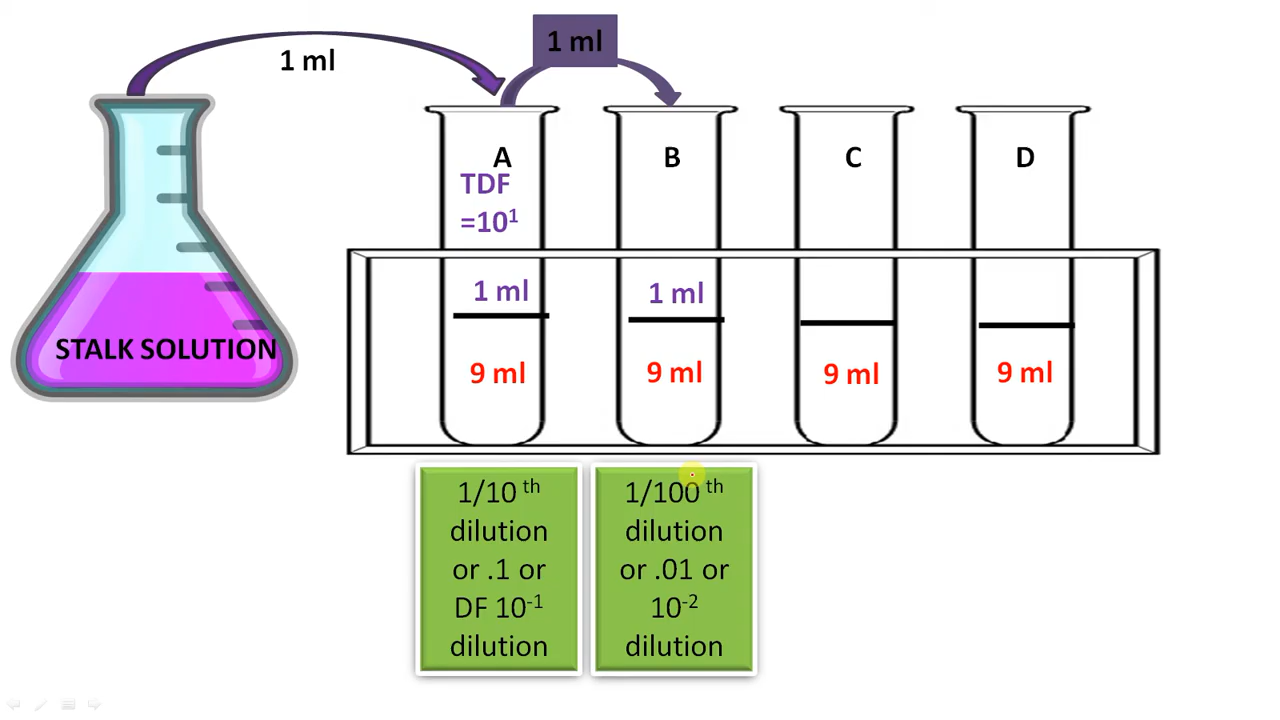 1 ml
1 ml
A
B
C
D
TDF
=10¹
1 ml
1 ml
STALK SOLUTION
9 ml
9 ml
9 ml
9 ml
1/10 th
dilution
or .1 or
DF 10⁻¹
dilution
1/100 th
dilution
or .01 or
10⁻²
dilution